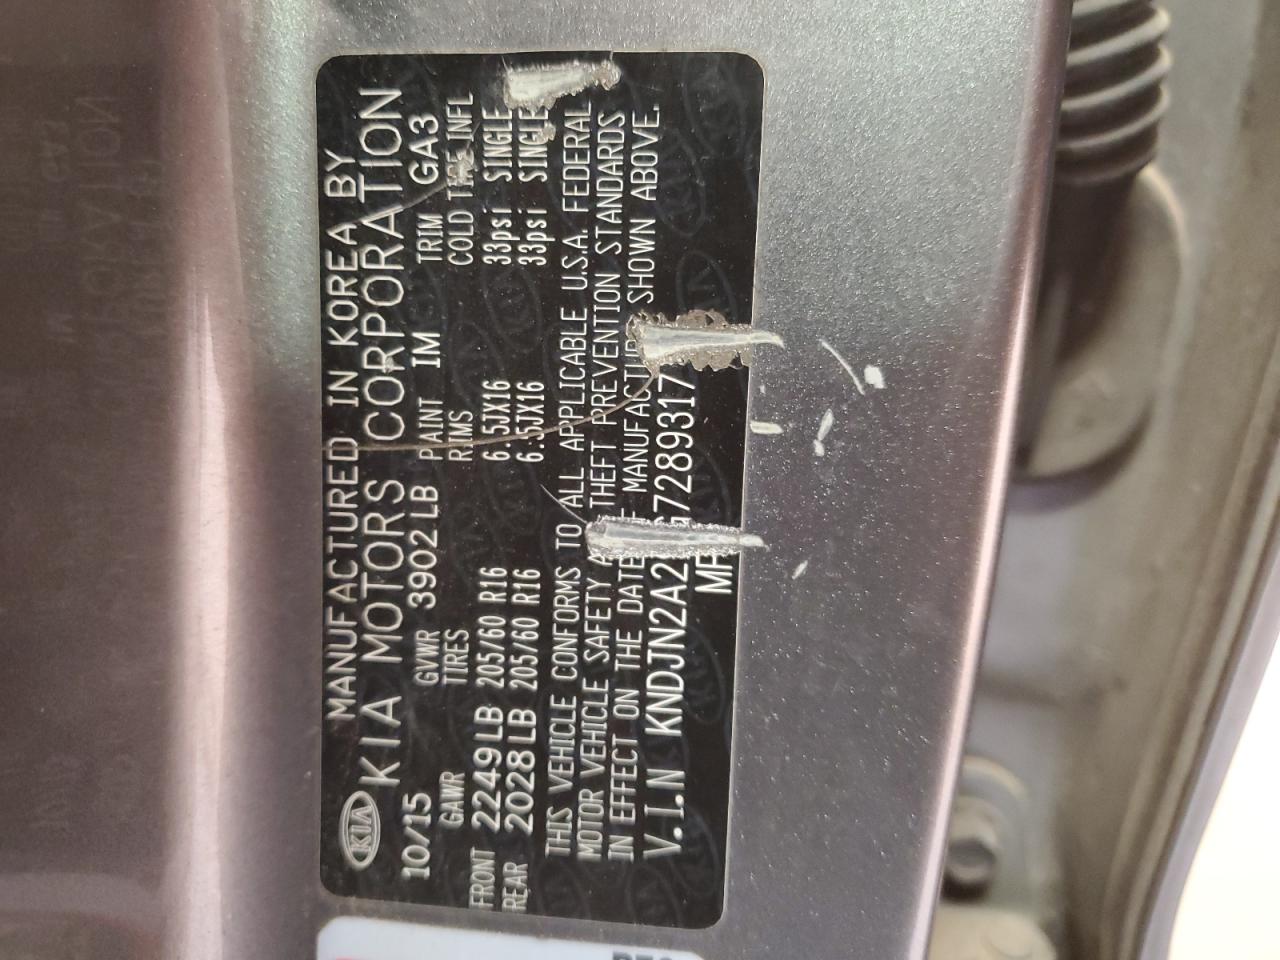 KIA MANUFACTURED IN KOREA BY
KIA MOTORS CORPORATION
10/15 GVWR 3902LB PAINT IM TRIM GA3
GAWR TIRES RIMS COLD TIRE INFL
FRONT 2249LB 205/60 R16 6.5JX16 33psi SINGLE
REAR 2028LB 205/60 R16 6.5JX16 33psi SINGLE
THIS VEHICLE CONFORMS TO ALL APPLICABLE U.S.A. FEDERAL
MOTOR VEHICLE SAFETY THEFT PREVENTION STANDARDS
IN EFFECT ON THE DATE MANUFACTUR SHOWN ABOVE.
V.I.N KNDJN2A2 7289317